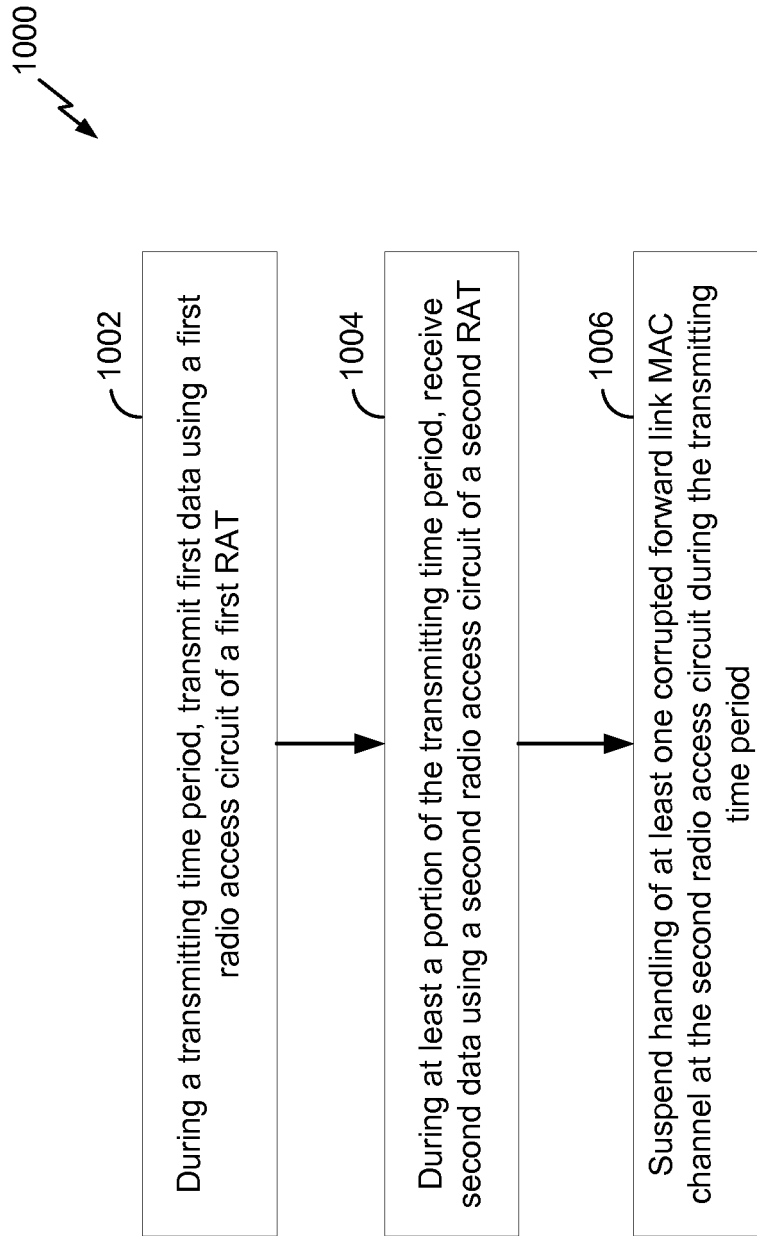 1000
1002
During a transmitting time period, transmit first data using a first
radio access circuit of a first RAT
1004
During at least a portion of the transmitting time period, receive
second data using a second radio access circuit of a second RAT
1006
Suspend handling of at least one corrupted forward link MAC
channel at the second radio access circuit during the transmitting
time period